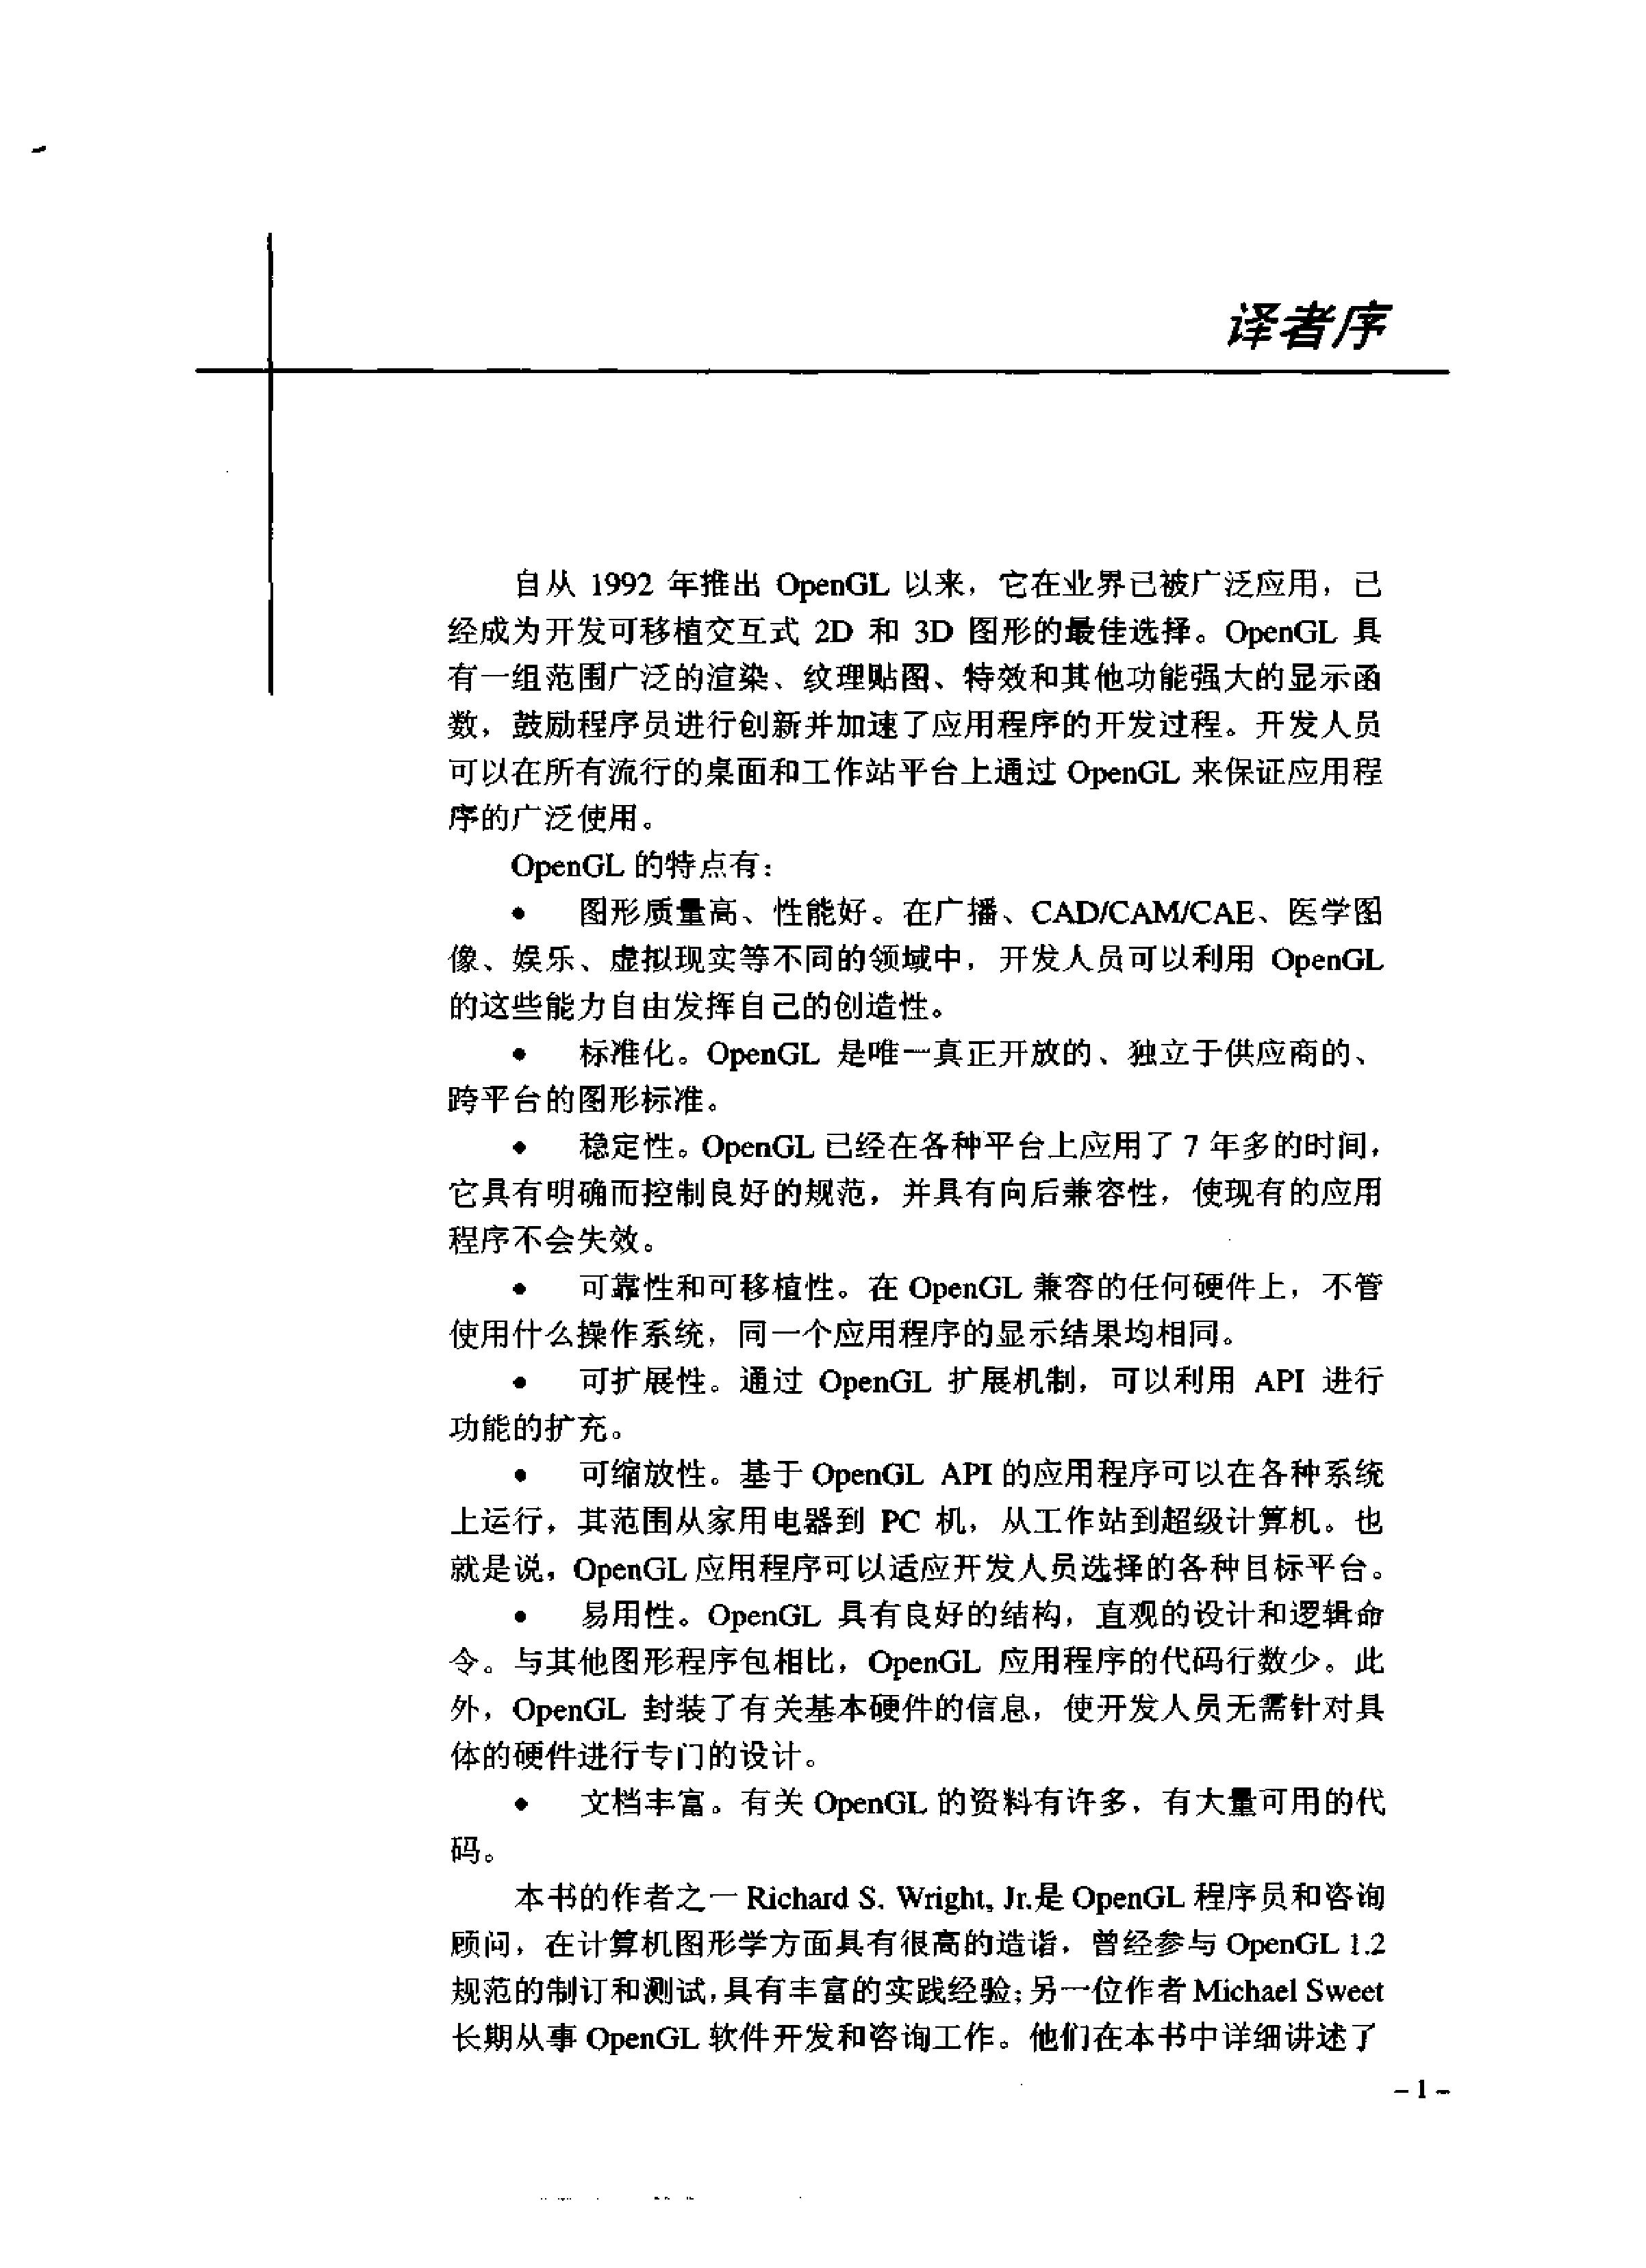 译者序
自从 1992 年推出 OpenGL 以来，它在业界已被广泛应用，已
经成为开发可移植交互式 2D 和 3D 图形的最佳选择。OpenGL 具
有一组范围广泛的渲染、纹理贴图、特效和其他功能强大的显示函
数，鼓励程序员进行创新并加速了应用程序的开发过程。开发人员
可以在所有流行的桌面和工作站平台上通过 OpenGL 来保证应用程
序的广泛使用。
OpenGL 的特点有：
● 图形质量高、性能好。在广播、CAD/CAM/CAE、医学图
像、娱乐、虚拟现实等不同的领域中，开发人员可以利用 OpenGL
的这些能力自由发挥自己的创造性。
● 标准化。OpenGL 是唯一真正开放的、独立于供应商的、
跨平台的图形标准。
● 稳定性。OpenGL 已经在各种平台上应用了 7 年多的时间，
它具有明确而控制良好的规范，并具有向后兼容性，使现有的应用
程序不会失效。
● 可靠性和可移植性。在 OpenGL 兼容的任何硬件上，不管
使用什么操作系统，同一个应用程序的显示结果均相同。
● 可扩展性。通过 OpenGL 扩展机制，可以利用 API 进行
功能的扩充。
● 可缩放性。基于 OpenGL API 的应用程序可以在各种系统
上运行，其范围从家用电器到 PC 机，从工作站到超级计算机。也
就是说，OpenGL 应用程序可以适应开发人员选择的各种目标平台。
● 易用性。OpenGL 具有良好的结构，直观的设计和逻辑命
令。与其他图形程序包相比，OpenGL 应用程序的代码行数少。此
外，OpenGL 封装了有关基本硬件的信息，使开发人员无需针对具
体的硬件进行专门的设计。
● 文档丰富。有关 OpenGL 的资料有许多，有大量可用的代
码。
本书的作者之一 Richard S. Wright, Jr.是 OpenGL 程序员和咨询
顾问，在计算机图形学方面具有很高的造诣，曾经参与 OpenGL 1.2
规范的制订和测试，具有丰富的实践经验；另一位作者 Michael Sweet
长期从事 OpenGL 软件开发和咨询工作。他们在本书中详细讲述了
- 1 -